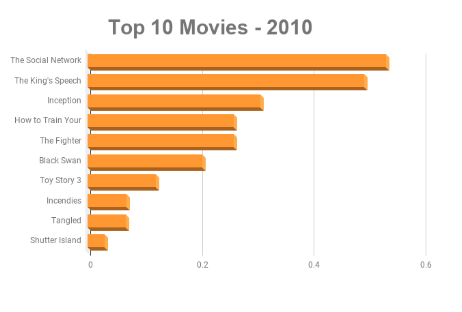 Top 10 Movies - 2010
The Social Network
The King's Speech
Inception
How to Train Your
The Fighter
Black Swan
Toy Story 3
Incendies
Tangled
Shutter Island
0 0.2 0.4 0.6